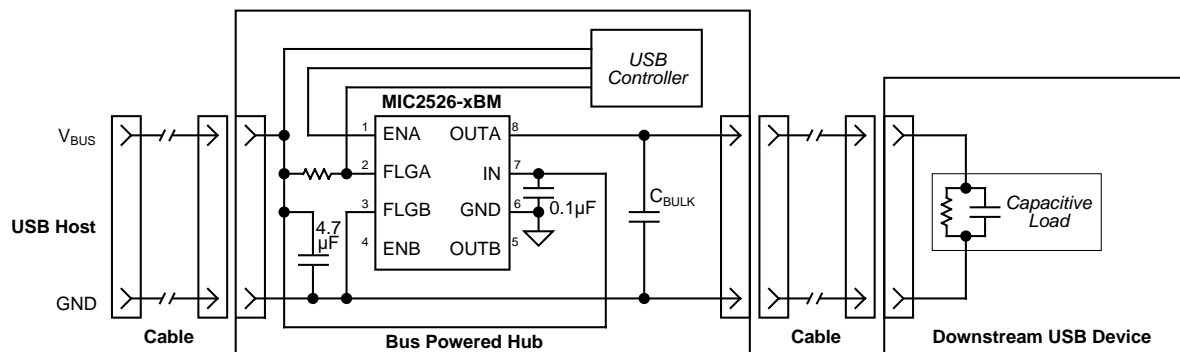 USB
Controller
MIC2526-xBM
V_BUS
1
ENA
OUTA
8
2
FLGA
IN
7
3
FLGB
GND
6
4
ENB
OUTB
5
0.1µF
C_BULK
4.7
µF
USB Host
Capacitive
Load
GND
Cable
Bus Powered Hub
Cable
Downstream USB Device